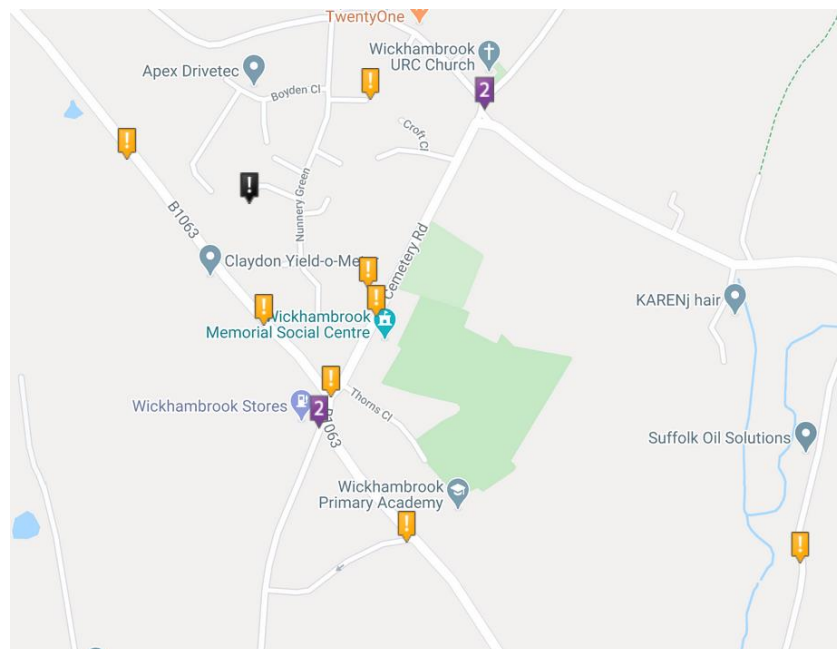 TwentyOne
Wickhambrook
URC Church
Apex Drivetec
Boyden Cl
2
Croft Cl
!
!
!
B1063
Nunnery Green
Cemetery Rd
Claydon Yield-o-Me
!
!
!
KARENj hair
Wickhambrook
Memorial Social Centre
!
Thorns Cl
Wickhambrook Stores
2
B1063
Suffolk Oil Solutions
Wickhambrook
Primary Academy
!
!